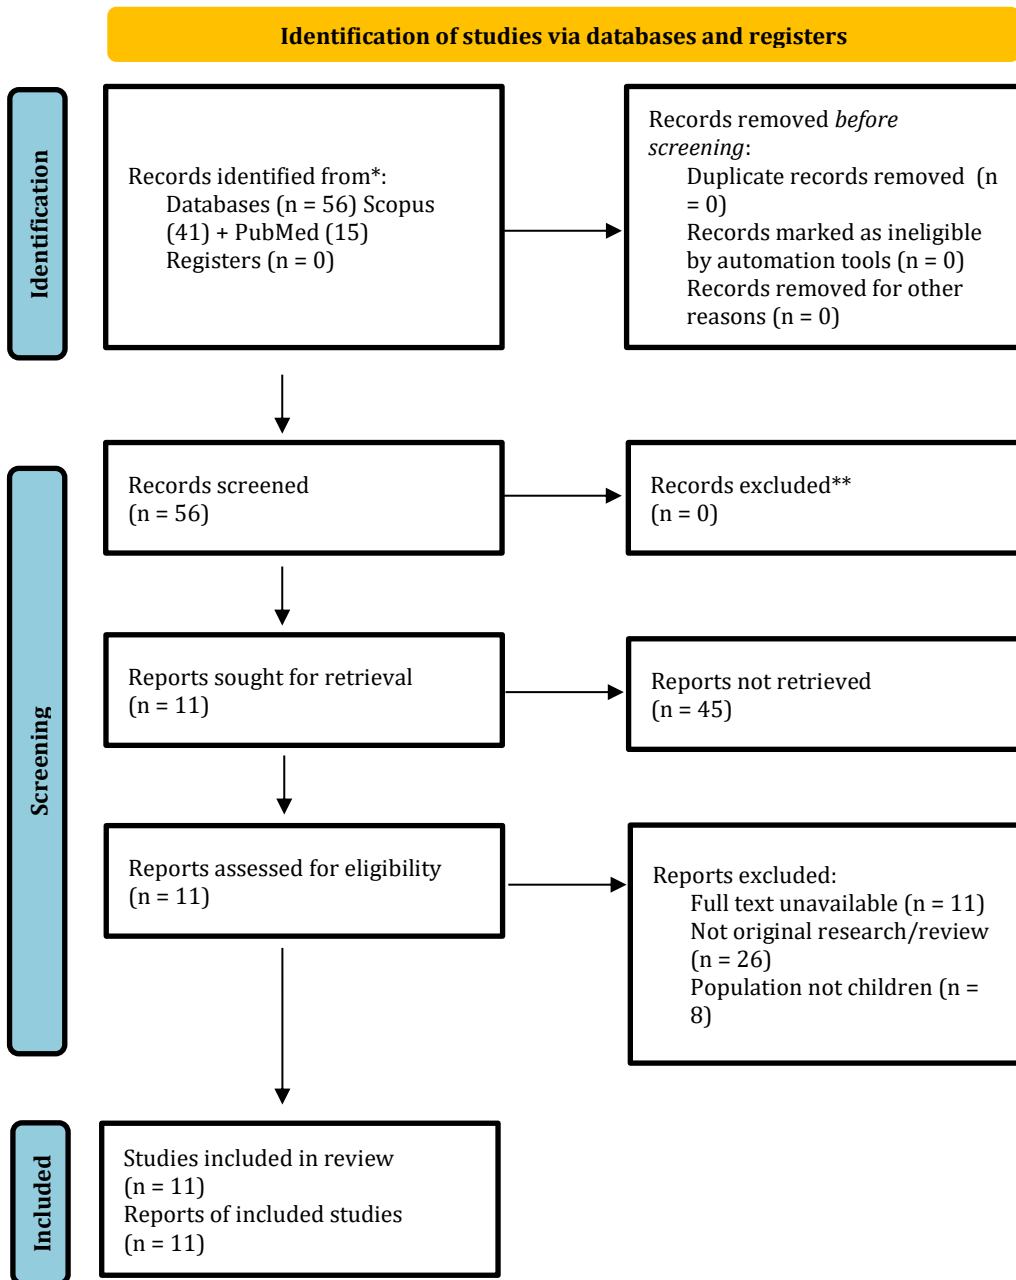 Identification of studies via databases and registers
Identification
Records identified from*:
Databases (n = 56) Scopus
(41) + PubMed (15)
Registers (n = 0)
Records removed before
screening:
Duplicate records removed (n
= 0)
Records marked as ineligible
by automation tools (n = 0)
Records removed for other
reasons (n = 0)
Screening
Records screened
(n = 56)
Records excluded**
(n = 0)
Reports sought for retrieval
(n = 11)
Reports not retrieved
(n = 45)
Reports assessed for eligibility
(n = 11)
Reports excluded:
Full text unavailable (n = 11)
Not original research/review
(n = 26)
Population not children (n =
8)
Included
Studies included in review
(n = 11)
Reports of included studies
(n = 11)